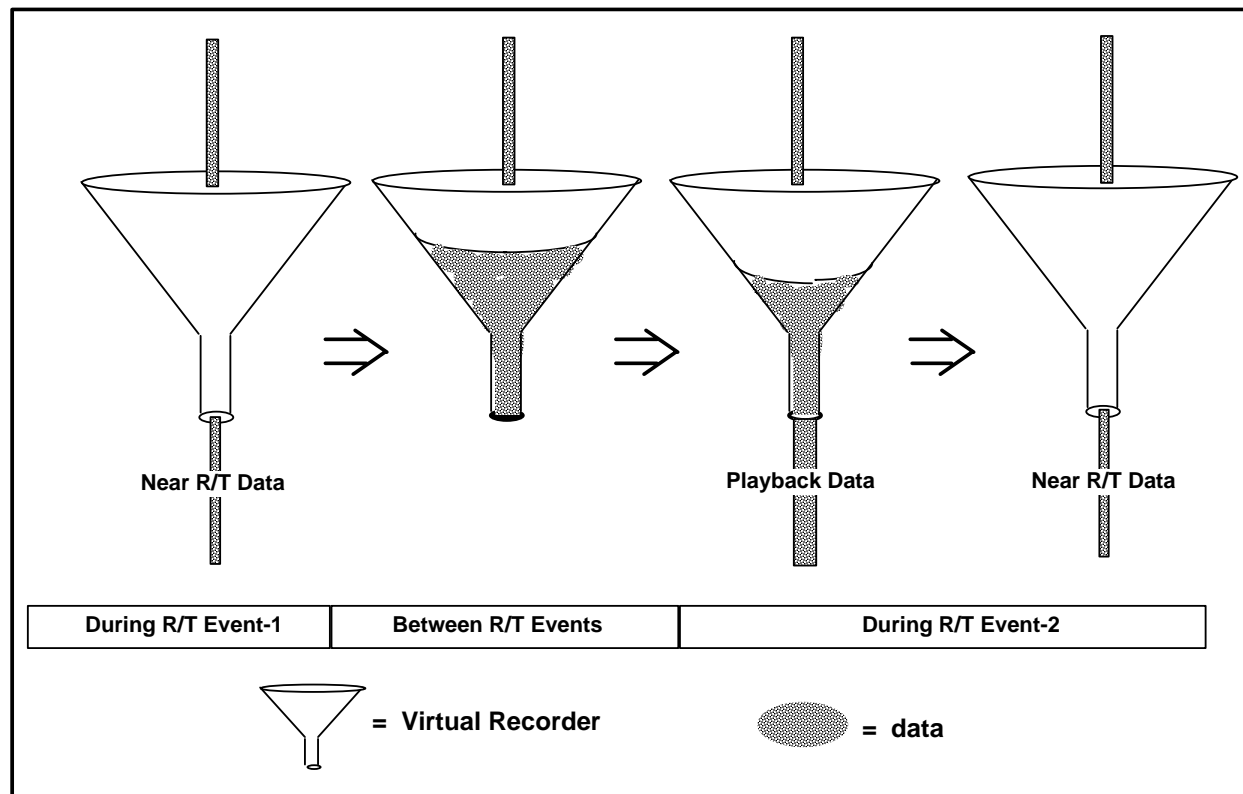 Near R/T Data
Playback Data
Near R/T Data
During R/T Event-1
Between R/T Events
During R/T Event-2
= Virtual Recorder
= data